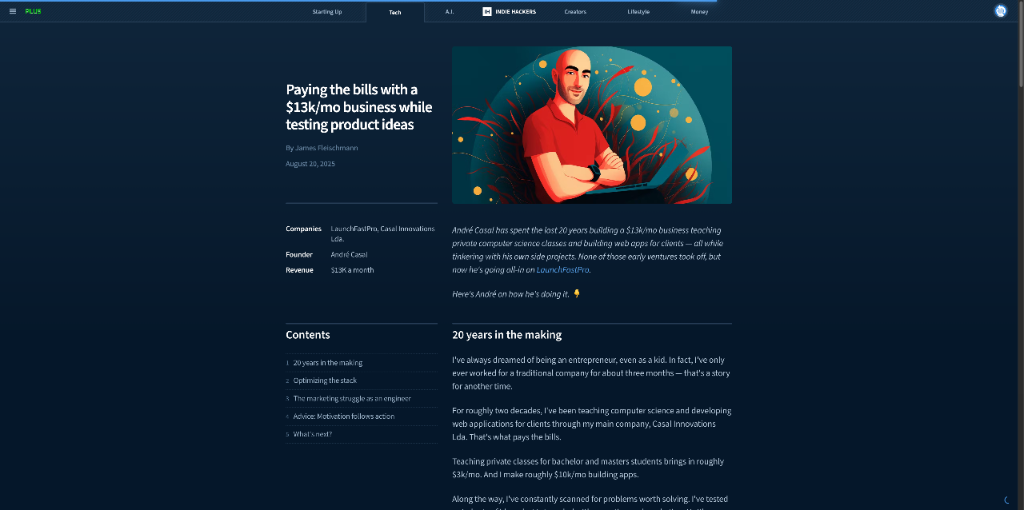 PLUS
Starting Up
Tech
A.I.
INDIE HACKERS
Creators
Lifestyle
Money
Paying the bills with a
$13k/mo business while
testing product ideas
By James Fleischmann
August 20, 2025
Companies LaunchFastPro, Casal Innovations
Lda.
Founder André Casal
Revenue $13K a month
André Casal has spent the last 20 years building a $13k/mo business teaching
private computer science classes and building web apps for clients — all while
tinkering with his own side projects. None of those early ventures took off, but
now he's going all-in on LaunchFastPro.
Here's André on how he's doing it. 👇
Contents
1 20 years in the making
2 Optimizing the stack
3 The marketing struggle as an engineer
4 Advice: Motivation follows action
5 What's next?
20 years in the making
I've always dreamed of being an entrepreneur, even as a kid. In fact, I've only
ever worked for a traditional company for about three months — that's a story
for another time.
For roughly two decades, I've been teaching computer science and developing
web applications for clients through my main company, Casal Innovations
Lda. That's what pays the bills.
Teaching private classes for bachelor and masters students brings in roughly
$3k/mo. And I make roughly $10k/mo building apps.
Along the way, I've constantly scanned for problems worth solving. I've tested